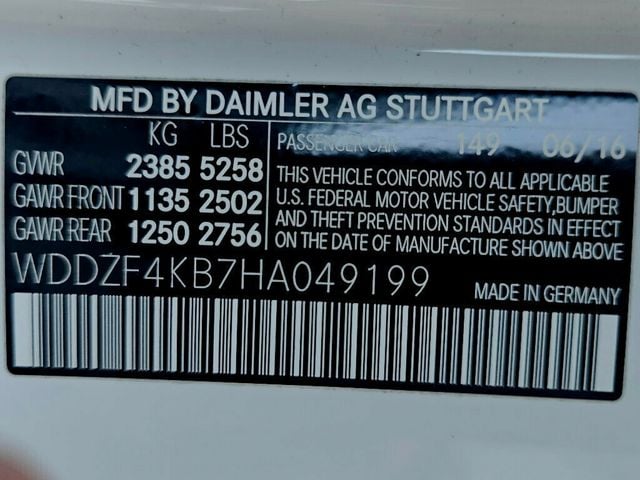 MFD BY DAIMLER AG STUTTGART
KG LBS PASSENGER CAR 149 06/16
GVWR 2385 5258
GAWR FRONT 1135 2502
GAWR REAR 1250 2756
THIS VEHICLE CONFORMS TO ALL APPLICABLE
U.S. FEDERAL MOTOR VEHICLE SAFETY,BUMPER
AND THEFT PREVENTION STANDARDS IN EFFECT
ON THE DATE OF MANUFACTURE SHOWN ABOVE.
WDDZF4KB7HA049199
MADE IN GERMANY